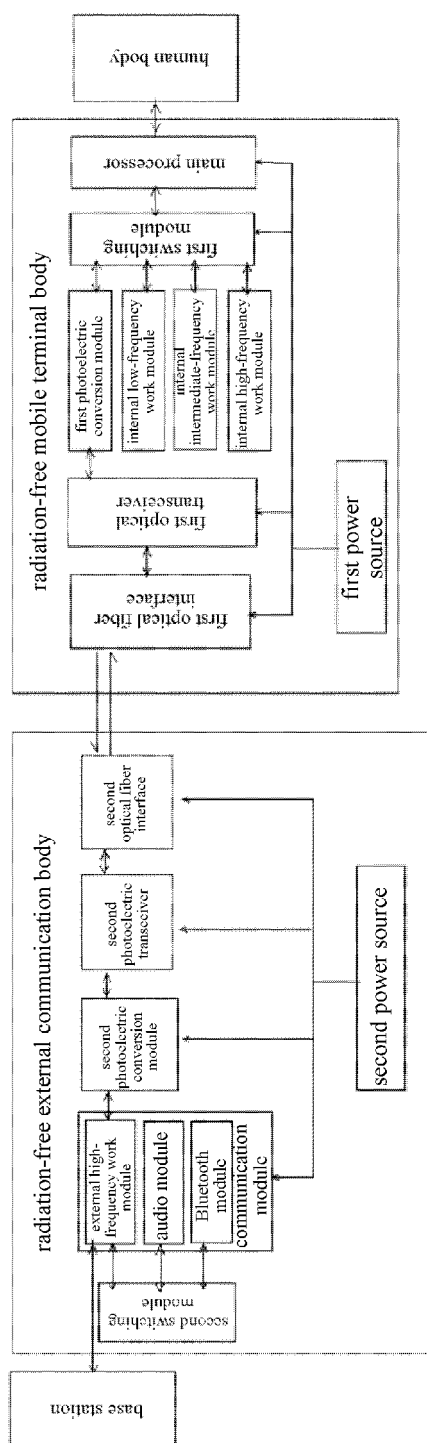 radiation-free external communication body
base station
second switching
module
external high-
frequency work
module
audio module
Bluetooth
module
communication
module
second
photoelectric
conversion
module
second
photoelectric
transceiver
second
optical fiber
interface
second power source
radiation-free mobile terminal body
first optical fiber
interface
first optical
transceiver
first photoelectric
conversion module
internal low-frequency
work module
internal
intermediate-frequency
work module
internal high-frequency
work module
first switching
module
main processor
first power
source
human body